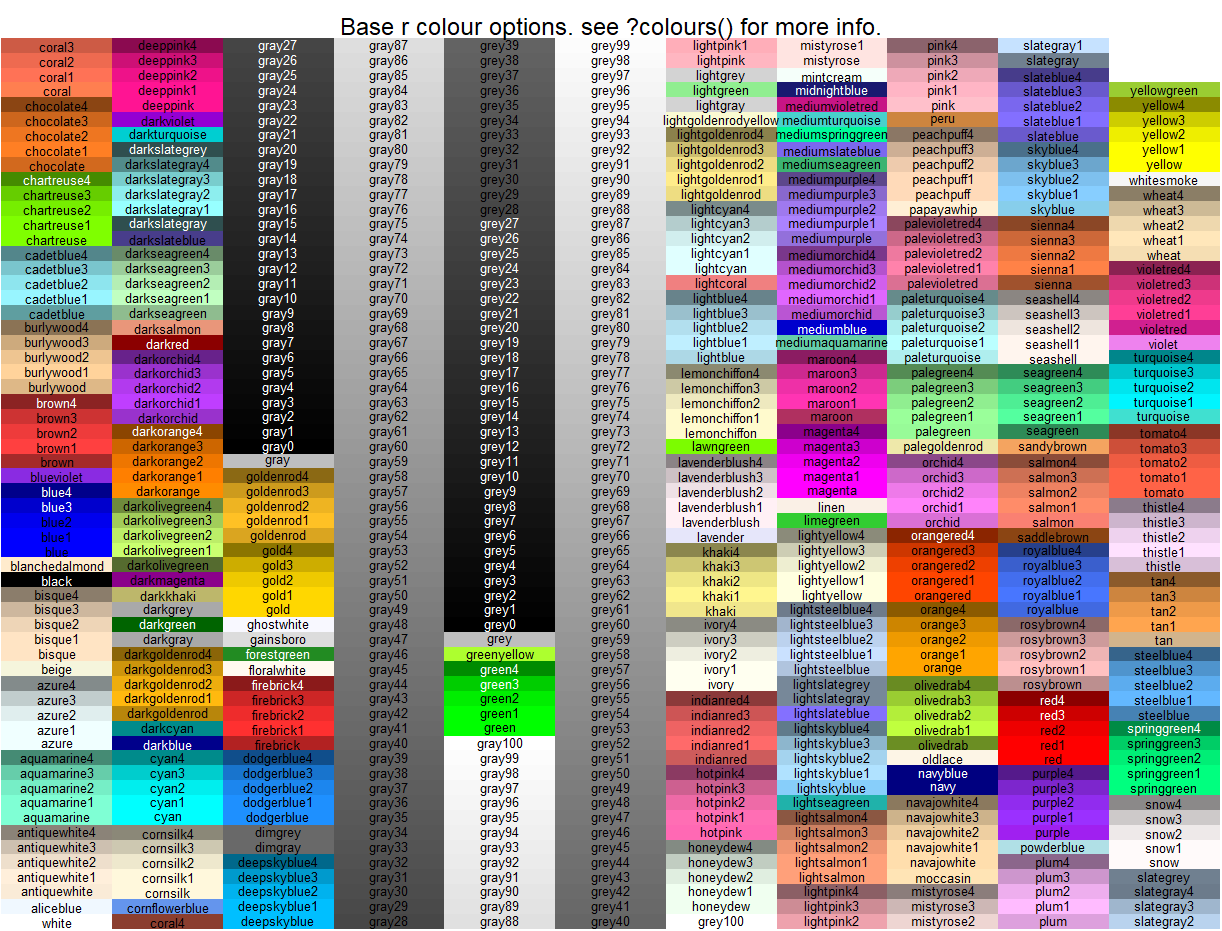 Base r colour options. see ?colours() for more info.
coral3
coral2
coral1
coral
chocolate4
chocolate3
chocolate2
chocolate1
chocolate
chartreuse4
chartreuse3
chartreuse2
chartreuse1
chartreuse
cadetblue4
cadetblue3
cadetblue2
cadetblue1
cadetblue
burlywood4
burlywood3
burlywood2
burlywood1
burlywood
brown4
brown3
brown2
brown1
brown
blueviolet
blue4
blue3
blue2
blue1
blue
blanchedalmond
black
bisque4
bisque3
bisque2
bisque1
bisque
beige
azure4
azure3
azure2
azure1
azure
aquamarine4
aquamarine3
aquamarine2
aquamarine1
aquamarine
antiquewhite4
antiquewhite3
antiquewhite2
antiquewhite1
antiquewhite
aliceblue
white
deeppink4
deeppink3
deeppink2
deeppink1
deeppink
darkviolet
darkturquoise
darkslategrey
darkslategray4
darkslategray3
darkslategray2
darkslategray1
darkslategray
darkslateblue
darkseagreen4
darkseagreen3
darkseagreen2
darkseagreen1
darkseagreen
darksalmon
darkred
darkorchid4
darkorchid3
darkorchid2
darkorchid1
darkorchid
darkorange4
darkorange3
darkorange2
darkorange1
darkorange
darkolivegreen4
darkolivegreen3
darkolivegreen2
darkolivegreen1
darkolivegreen
darkmagenta
darkkhaki
darkgrey
darkgreen
darkgray
darkgoldenrod4
darkgoldenrod3
darkgoldenrod2
darkgoldenrod1
darkgoldenrod
darkcyan
darkblue
cyan4
cyan3
cyan2
cyan1
cyan
cornsilk4
cornsilk3
cornsilk2
cornsilk1
cornsilk
cornflowerblue
coral4
gray27
gray26
gray25
gray24
gray23
gray22
gray21
gray20
gray19
gray18
gray17
gray16
gray15
gray14
gray13
gray12
gray11
gray10
gray9
gray8
gray7
gray6
gray5
gray4
gray3
gray2
gray1
gray0
gray
goldenrod4
goldenrod3
goldenrod2
goldenrod1
goldenrod
gold4
gold3
gold2
gold1
gold
ghostwhite
gainsboro
forestgreen
floralwhite
firebrick4
firebrick3
firebrick2
firebrick1
firebrick
dodgerblue4
dodgerblue3
dodgerblue2
dodgerblue1
dodgerblue
dimgrey
dimgray
deepskyblue4
deepskyblue3
deepskyblue2
deepskyblue1
deepskyblue
gray87
gray86
gray85
gray84
gray83
gray82
gray81
gray80
gray79
gray78
gray77
gray76
gray75
gray74
gray73
gray72
gray71
gray70
gray69
gray68
gray67
gray66
gray65
gray64
gray63
gray62
gray61
gray60
gray59
gray58
gray57
gray56
gray55
gray54
gray53
gray52
gray51
gray50
gray49
gray48
gray47
gray46
gray45
gray44
gray43
gray42
gray41
gray40
gray39
gray38
gray37
gray36
gray35
gray34
gray33
gray32
gray31
gray30
gray29
gray28
grey39
grey38
grey37
grey36
grey35
grey34
grey33
grey32
grey31
grey30
grey29
grey28
grey27
grey26
grey25
grey24
grey23
grey22
grey21
grey20
grey19
grey18
grey17
grey16
grey15
grey14
grey13
grey12
grey11
grey10
grey9
grey8
grey7
grey6
grey5
grey4
grey3
grey2
grey1
grey0
grey
greenyellow
green4
green3
green2
green1
green
gray100
gray99
gray98
gray97
gray96
gray95
gray94
gray93
gray92
gray91
gray90
gray89
gray88
grey99
grey98
grey97
grey96
grey95
grey94
grey93
grey92
grey91
grey90
grey89
grey88
grey87
grey86
grey85
grey84
grey83
grey82
grey81
grey80
grey79
grey78
grey77
grey76
grey75
grey74
grey73
grey72
grey71
grey70
grey69
grey68
grey67
grey66
grey65
grey64
grey63
grey62
grey61
grey60
grey59
grey58
grey57
grey56
grey55
grey54
grey53
grey52
grey51
grey50
grey49
grey48
grey47
grey46
grey45
grey44
grey43
grey42
grey41
grey40
lightpink1
lightpink
lightgrey
lightgreen
lightgray
lightgoldenrodyellow
lightgoldenrod4
lightgoldenrod3
lightgoldenrod2
lightgoldenrod1
lightgoldenrod
lightcyan4
lightcyan3
lightcyan2
lightcyan1
lightcyan
lightcoral
lightblue4
lightblue3
lightblue2
lightblue1
lightblue
lemonchiffon4
lemonchiffon3
lemonchiffon2
lemonchiffon1
lemonchiffon
lawngreen
lavenderblush4
lavenderblush3
lavenderblush2
lavenderblush1
lavenderblush
lavender
khaki4
khaki3
khaki2
khaki1
khaki
ivory4
ivory3
ivory2
ivory1
ivory
indianred4
indianred3
indianred2
indianred1
indianred
hotpink4
hotpink3
hotpink2
hotpink1
hotpink
honeydew4
honeydew3
honeydew2
honeydew1
honeydew
grey100
mistyrose1
mistyrose
mintcream
midnightblue
mediumvioletred
mediumturquoise
mediumspringgreen
mediumslateblue
mediumseagreen
mediumpurple4
mediumpurple3
mediumpurple2
mediumpurple1
mediumpurple
mediumorchid4
mediumorchid3
mediumorchid2
mediumorchid1
mediumorchid
mediumblue
mediumaquamarine
maroon4
maroon3
maroon2
maroon1
maroon
magenta4
magenta3
magenta2
magenta1
magenta
linen
limegreen
lightyellow4
lightyellow3
lightyellow2
lightyellow1
lightyellow
lightsteelblue4
lightsteelblue3
lightsteelblue2
lightsteelblue1
lightsteelblue
lightslategrey
lightslategray
lightslateblue
lightskyblue4
lightskyblue3
lightskyblue2
lightskyblue1
lightskyblue
lightseagreen
lightsalmon4
lightsalmon3
lightsalmon2
lightsalmon1
lightsalmon
lightpink4
lightpink3
lightpink2
pink4
pink3
pink2
pink1
pink
peru
peachpuff4
peachpuff3
peachpuff2
peachpuff1
peachpuff
papayawhip
palevioletred4
palevioletred3
palevioletred2
palevioletred1
palevioletred
paleturquoise4
paleturquoise3
paleturquoise2
paleturquoise1
paleturquoise
palegreen4
palegreen3
palegreen2
palegreen1
palegreen
palegoldenrod
orchid4
orchid3
orchid2
orchid1
orchid
orangered4
orangered3
orangered2
orangered1
orangered
orange4
orange3
orange2
orange1
orange
olivedrab4
olivedrab3
olivedrab2
olivedrab1
olivedrab
oldlace
navyblue
navy
navajowhite4
navajowhite3
navajowhite2
navajowhite1
navajowhite
moccasin
mistyrose4
mistyrose3
mistyrose2
slategray1
slategray
slateblue4
slateblue3
slateblue2
slateblue1
slateblue
skyblue4
skyblue3
skyblue2
skyblue1
skyblue
sienna4
sienna3
sienna2
sienna1
sienna
seashell4
seashell3
seashell2
seashell1
seashell
seagreen4
seagreen3
seagreen2
seagreen1
seagreen
sandybrown
salmon4
salmon3
salmon2
salmon1
salmon
saddlebrown
royalblue4
royalblue3
royalblue2
royalblue1
royalblue
rosybrown4
rosybrown3
rosybrown2
rosybrown1
rosybrown
red4
red3
red2
red1
red
purple4
purple3
purple2
purple1
purple
powderblue
plum4
plum3
plum2
plum1
plum
yellowgreen
yellow4
yellow3
yellow2
yellow1
yellow
whitesmoke
wheat4
wheat3
wheat2
wheat1
wheat
violetred4
violetred3
violetred2
violetred1
violetred
violet
turquoise4
turquoise3
turquoise2
turquoise1
turquoise
tomato4
tomato3
tomato2
tomato1
tomato
thistle4
thistle3
thistle2
thistle1
thistle
tan4
tan3
tan2
tan1
tan
steelblue4
steelblue3
steelblue2
steelblue1
steelblue
springgreen4
springgreen3
springgreen2
springgreen1
springgreen
snow4
snow3
snow2
snow1
snow
slategrey
slategray4
slategray3
slategray2